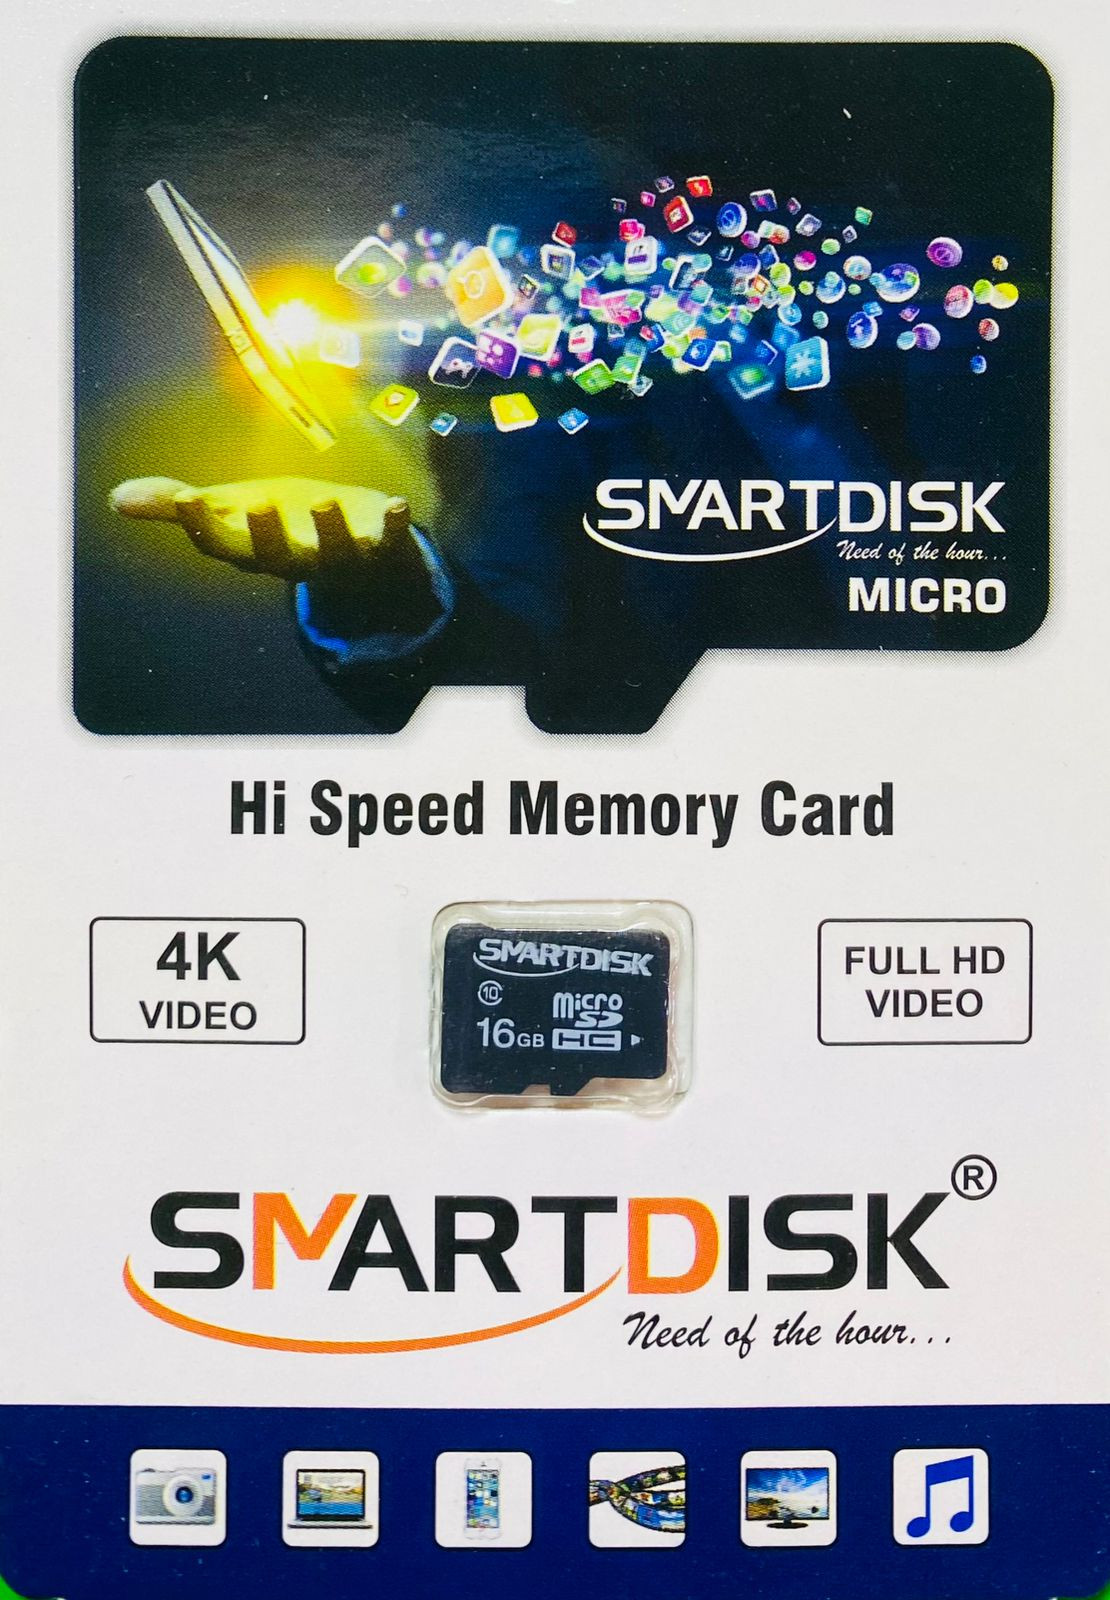 SMARTDISK
Need of the hour...
MICRO
Hi Speed Memory Card
4K
VIDEO
SMARTDISK
10
micro
SD
16GB HC
FULL HD
VIDEO
SMARTDISK®
Need of the hour...